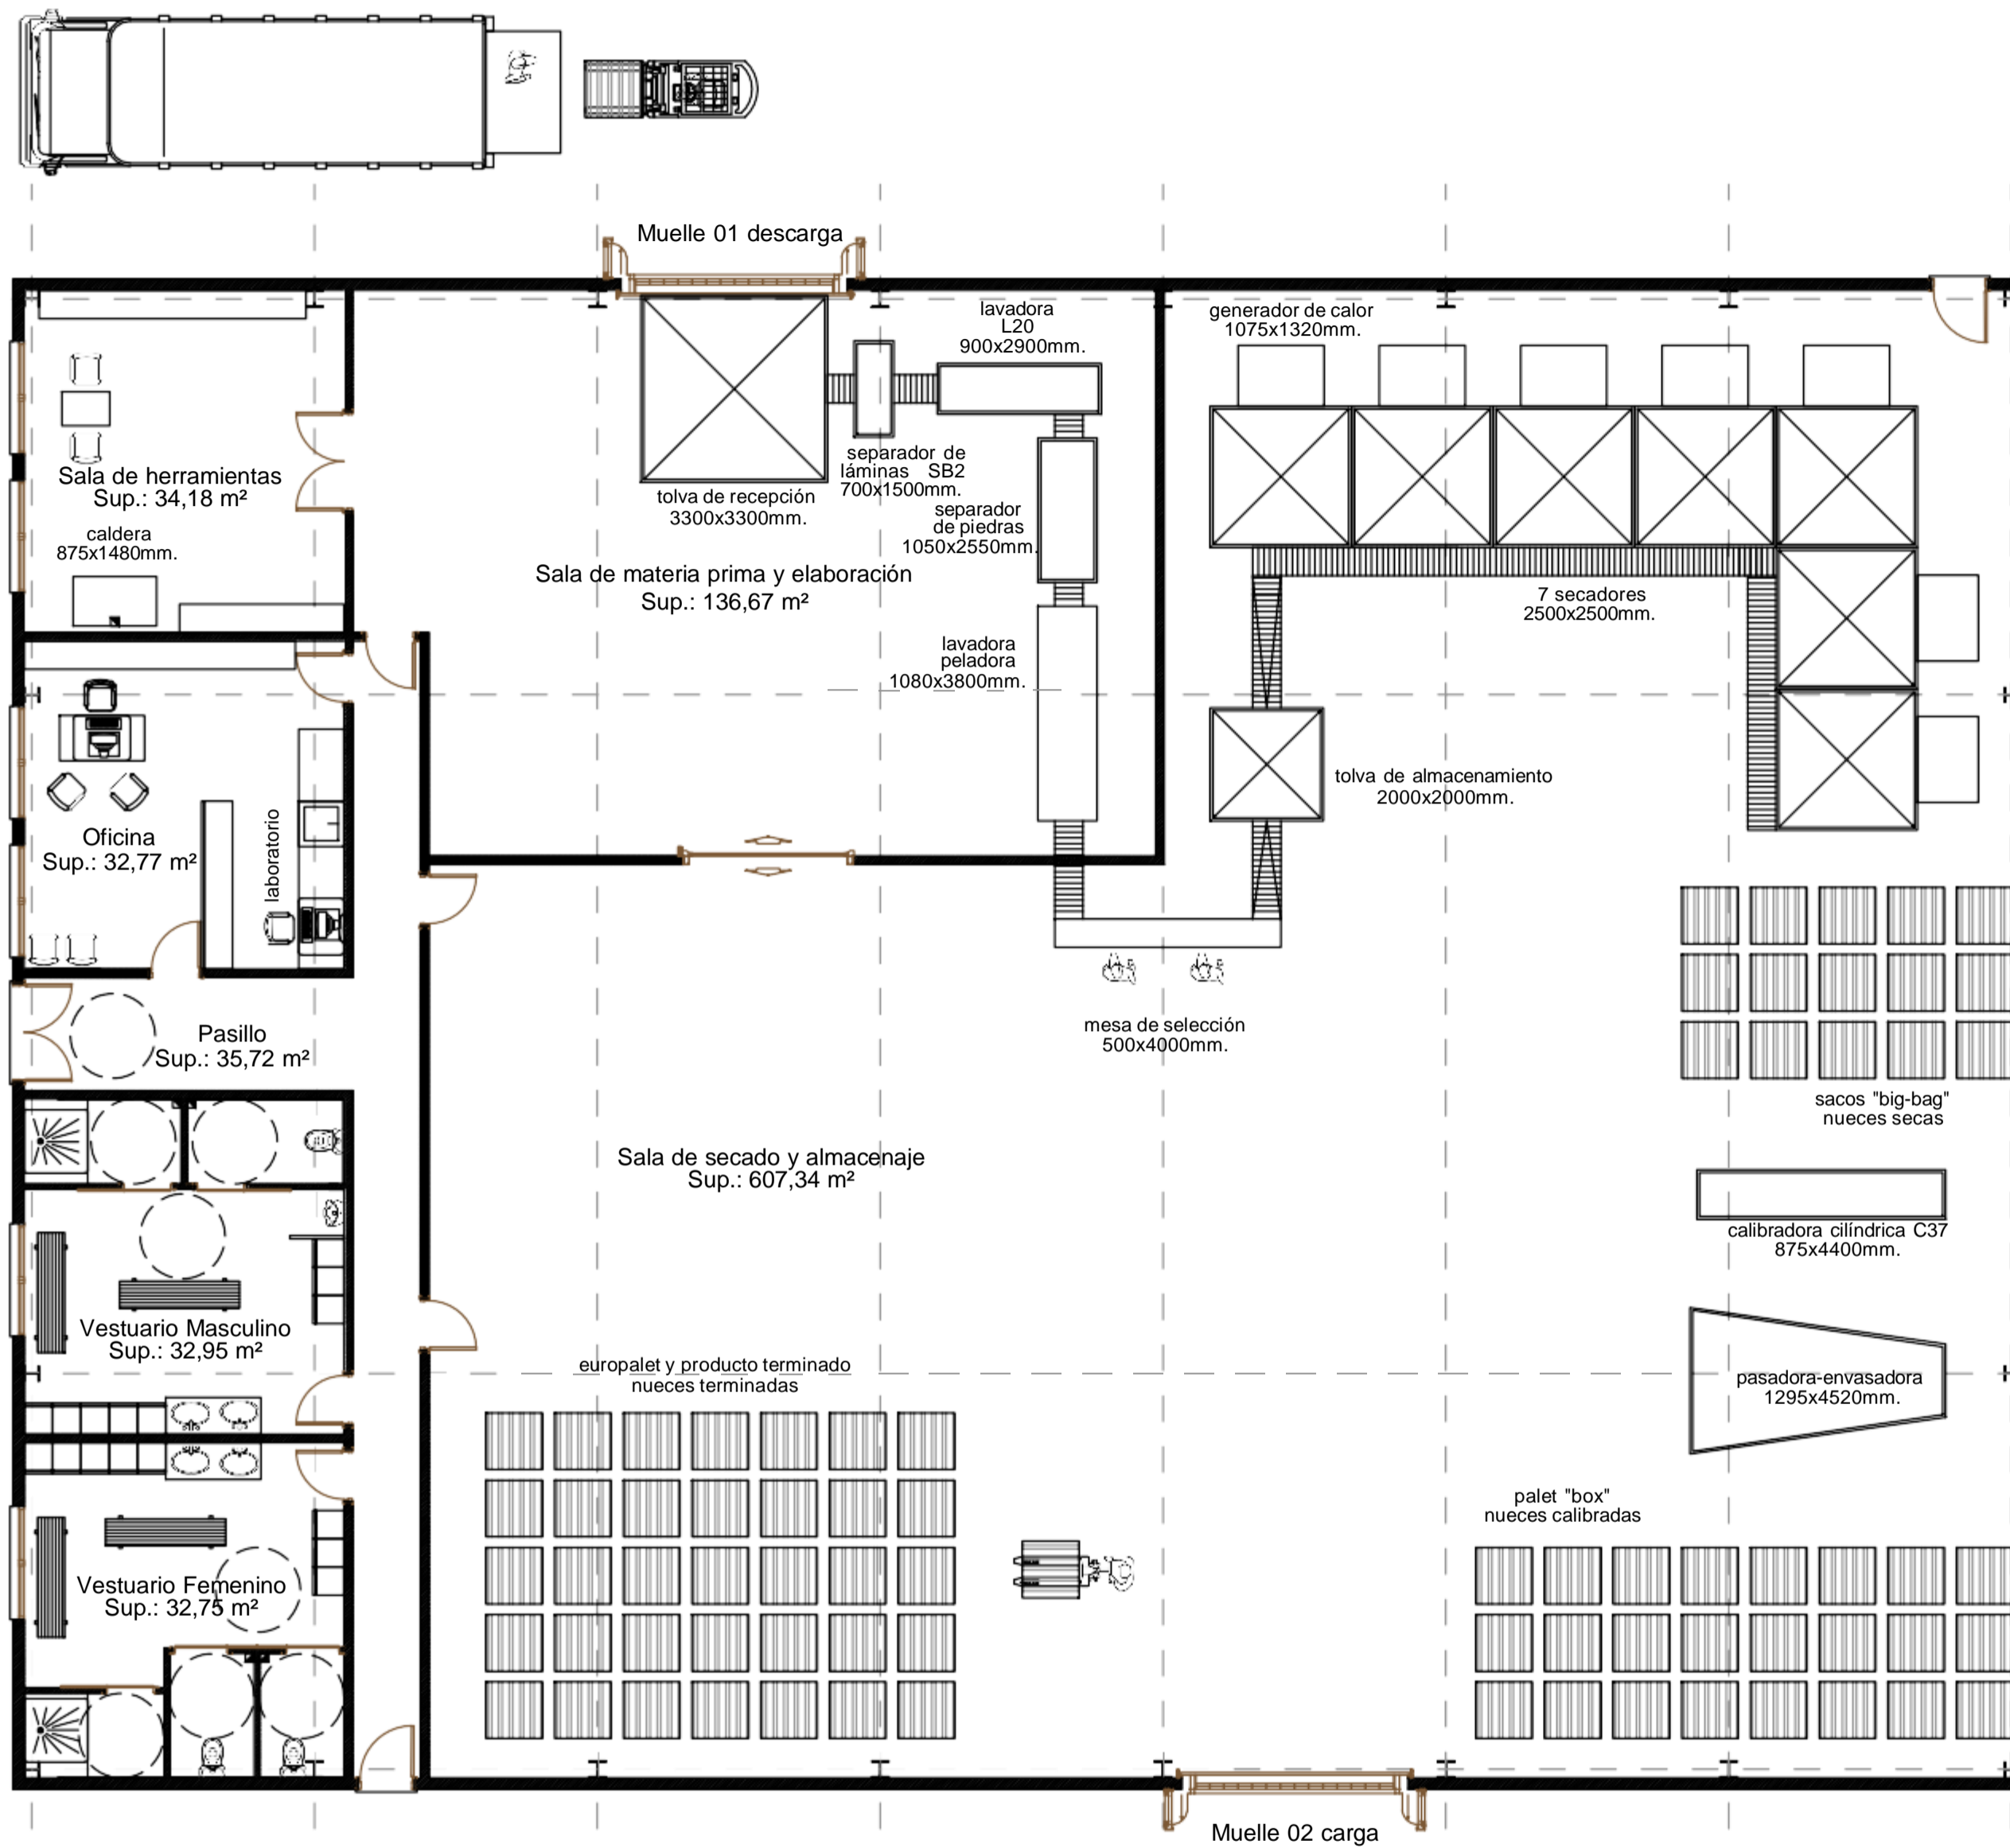 Muelle 01 descarga
lavadora
L20
900x2900mm.
generador de calor
1075x1320mm.
separador de
láminas SB2
700x1500mm.
Sala de herramientas
Sup.: 34,18 m²
tolva de recepción
3300x3300mm.
separador
de piedras
1050x2550mm.
caldera
875x1480mm.
Sala de materia prima y elaboración
Sup.: 136,67 m²
7 secadores
2500x2500mm.
lavadora
peladora
1080x3800mm.
tolva de almacenamiento
2000x2000mm.
Oficina
Sup.: 32,77 m²
laboratorio
Pasillo
Sup.: 35,72 m²
mesa de selección
500x4000mm.
sacos "big-bag"
nueces secas
Sala de secado y almacenaje
Sup.: 607,34 m²
calibradora cilíndrica C37
875x4400mm.
Vestuario Masculino
Sup.: 32,95 m²
europalet y producto terminado
nueces terminadas
pasadora-envasadora
1295x4520mm.
palet "box"
nueces calibradas
Vestuario Femenino
Sup.: 32,75 m²
Muelle 02 carga